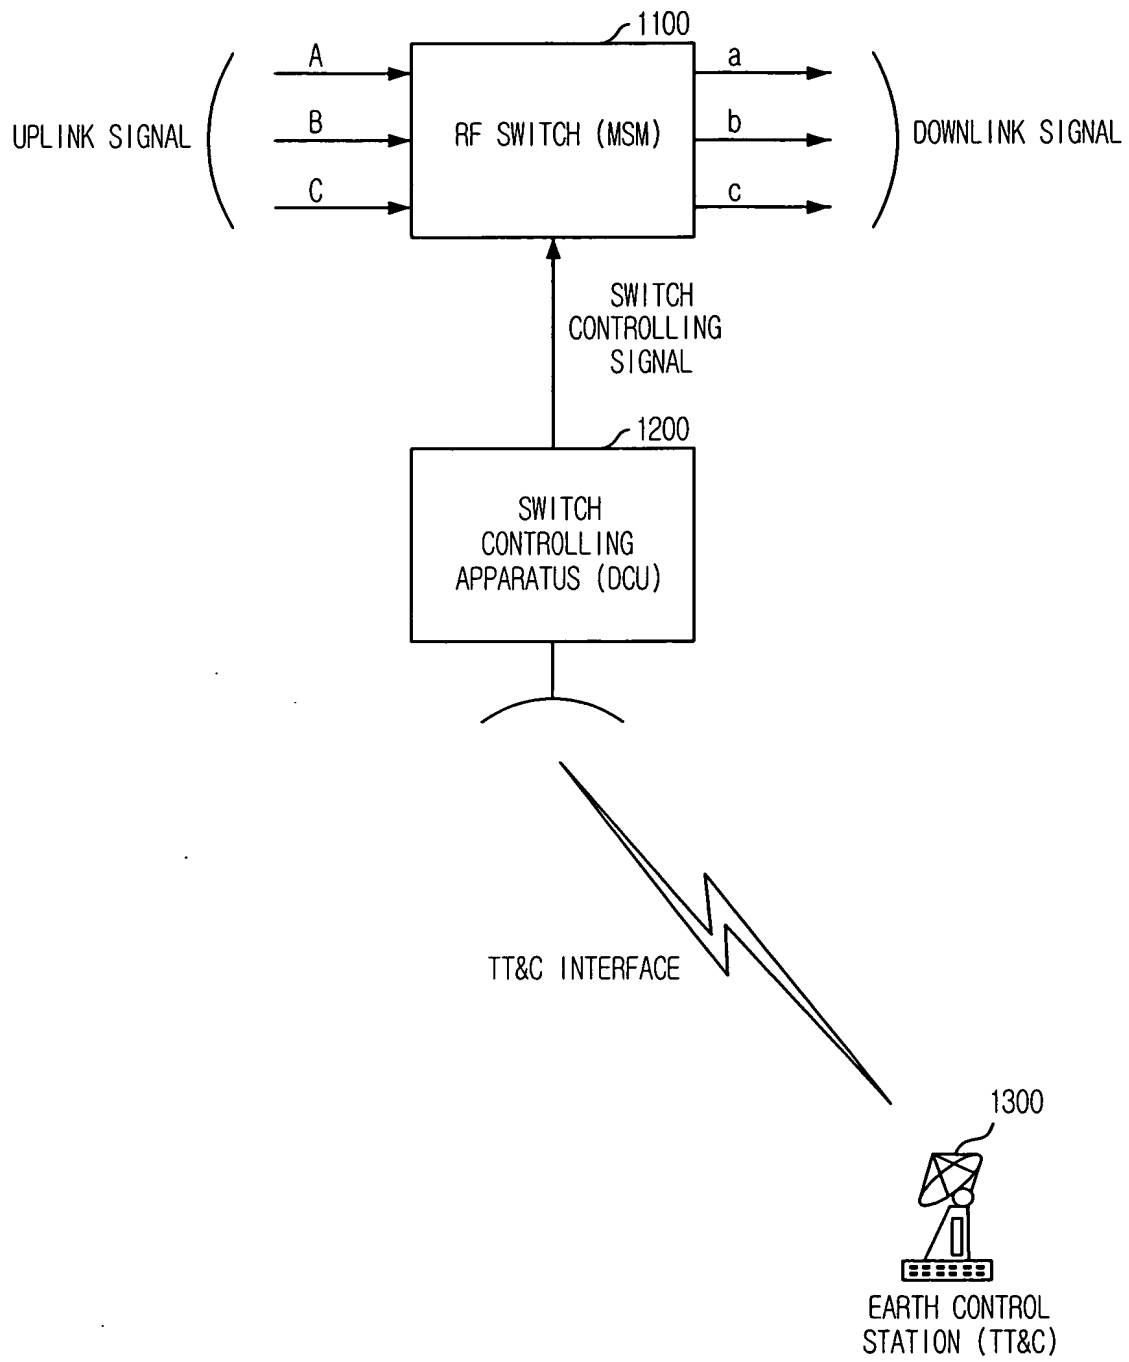 1100
A
a
UPLINK SIGNAL
B
RF SWITCH (MSM)
b
DOWNLINK SIGNAL
C
c
SWITCH
CONTROLLING
SIGNAL
1200
SWITCH
CONTROLLING
APPARATUS (DCU)
TT&C INTERFACE
1300
EARTH CONTROL
STATION (TT&C)